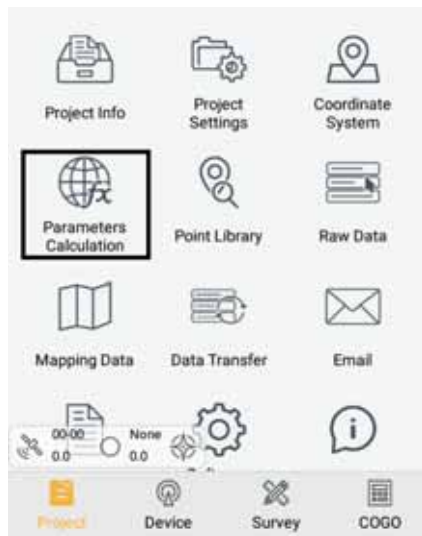 Project Info
Project
Settings
Coordinate
System
Parameters
Calculation
Point Library
Raw Data
Mapping Data
Data Transfer
Email
00-00
0.0
None
0.0
Project
Device
Survey
COGO